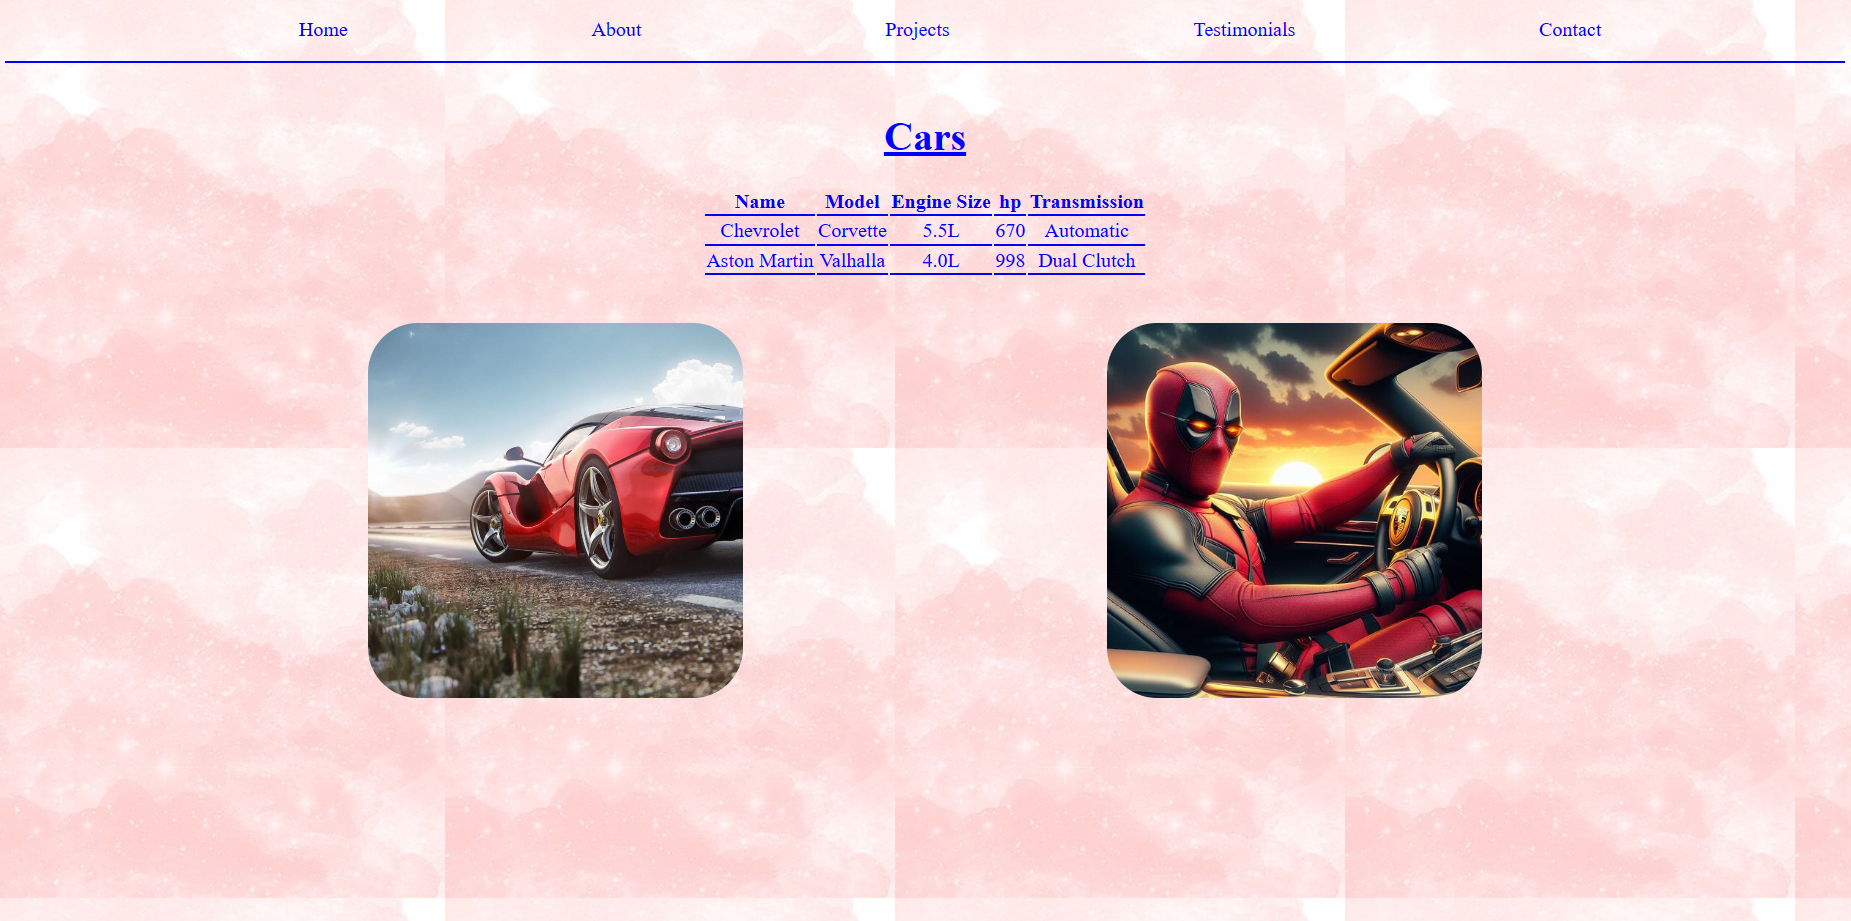 Home About Projects Testimonials Contact
Cars
Name Model Engine Size hp Transmission
Chevrolet Corvette 5.5L 670 Automatic
Aston Martin Valhalla 4.0L 998 Dual Clutch